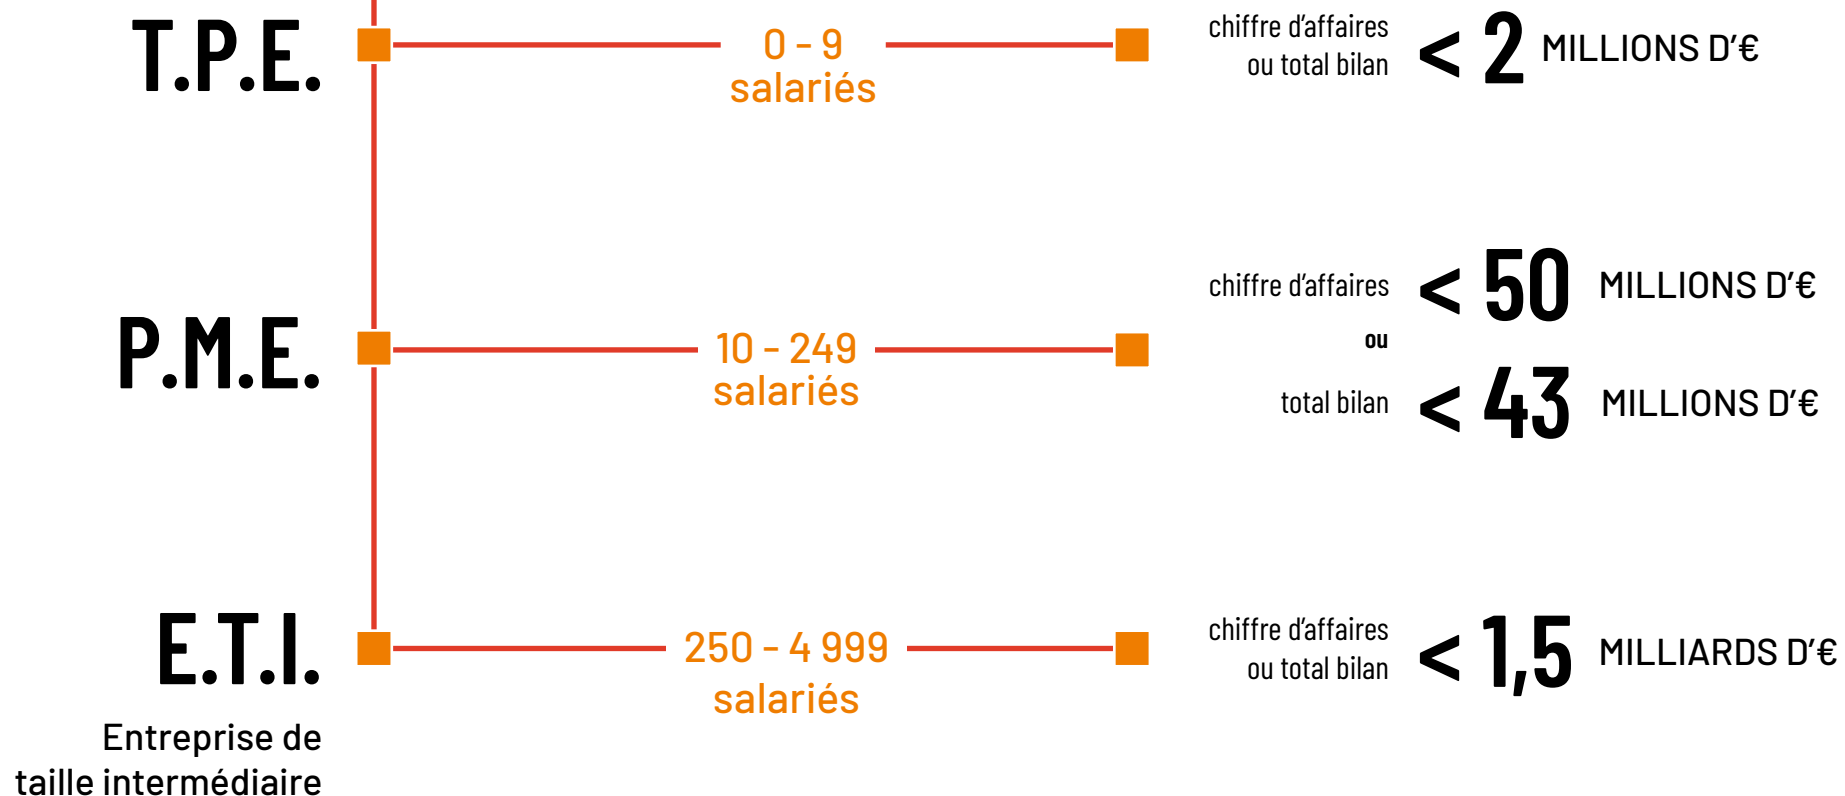 T.P.E.
0 - 9
salariés
chiffre d'affaires
ou total bilan
< 2 MILLIONS D'€
P.M.E.
10 - 249
salariés
chiffre d'affaires < 50 MILLIONS D'€
ou
total bilan < 43 MILLIONS D'€
E.T.I.
Entreprise de
taille intermédiaire
250 - 4 999
salariés
chiffre d'affaires
ou total bilan
< 1,5 MILLIARDS D'€